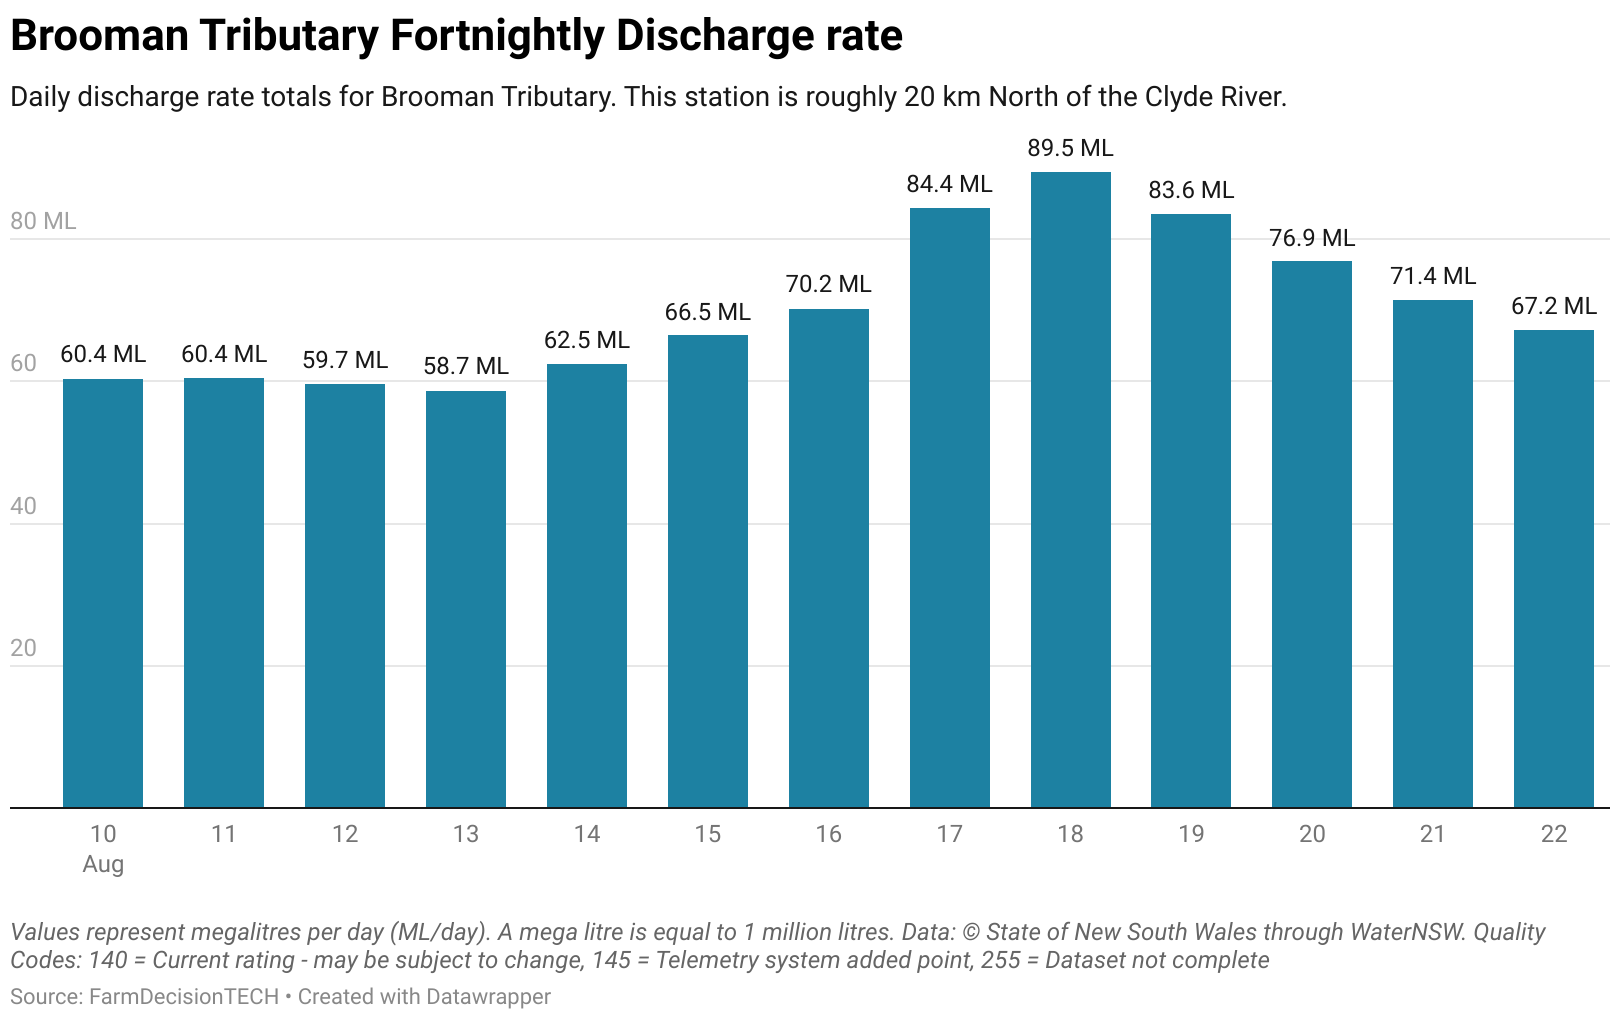 Brooman Tributary Fortnightly Discharge rate
Daily discharge rate totals for Brooman Tributary. This station is roughly 20 km North of the Clyde River.
89.5 ML
84.4 ML
83.6 ML
80 ML
76.9 ML
71.4 ML
70.2 ML
67.2 ML
66.5 ML
62.5 ML
60.4 ML
60.4 ML
59.7 ML
58.7 ML
60
40
20
10 11 12 13 14 15 16 17 18 19 20 21 22
Aug
Values represent megalitres per day (ML/day). A mega litre is equal to 1 million litres. Data: © State of New South Wales through WaterNSW. Quality
Codes: 140 = Current rating - may be subject to change, 145 = Telemetry system added point, 255 = Dataset not complete
Source: FarmDecisionTECH • Created with Datawrapper